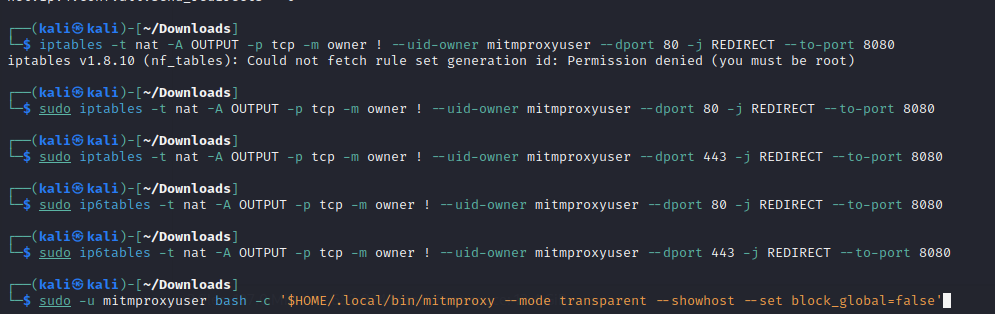 ┌──(kali㉿kali)-[~/Downloads]
└─$ iptables -t nat -A OUTPUT -p tcp -m owner ! --uid-owner mitmproxyuser --dport 80 -j REDIRECT --to-port 8080
iptables v1.8.10 (nf_tables): Could not fetch rule set generation id: Permission denied (you must be root)
┌──(kali㉿kali)-[~/Downloads]
└─$ sudo iptables -t nat -A OUTPUT -p tcp -m owner ! --uid-owner mitmproxyuser --dport 80 -j REDIRECT --to-port 8080
┌──(kali㉿kali)-[~/Downloads]
└─$ sudo iptables -t nat -A OUTPUT -p tcp -m owner ! --uid-owner mitmproxyuser --dport 443 -j REDIRECT --to-port 8080
┌──(kali㉿kali)-[~/Downloads]
└─$ sudo ip6tables -t nat -A OUTPUT -p tcp -m owner ! --uid-owner mitmproxyuser --dport 80 -j REDIRECT --to-port 8080
┌──(kali㉿kali)-[~/Downloads]
└─$ sudo ip6tables -t nat -A OUTPUT -p tcp -m owner ! --uid-owner mitmproxyuser --dport 443 -j REDIRECT --to-port 8080
┌──(kali㉿kali)-[~/Downloads]
└─$ sudo -u mitmproxyuser bash -c '$HOME/.local/bin/mitmproxy --mode transparent --showhost --set block_global=false'